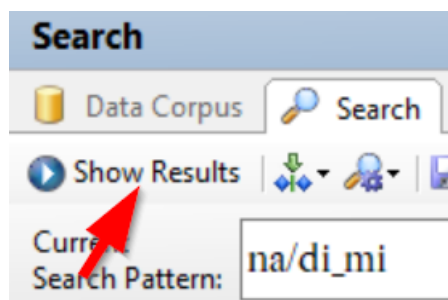 Search
Data Corpus Search
Show Results
Current
Search Pattern: na/di_mi